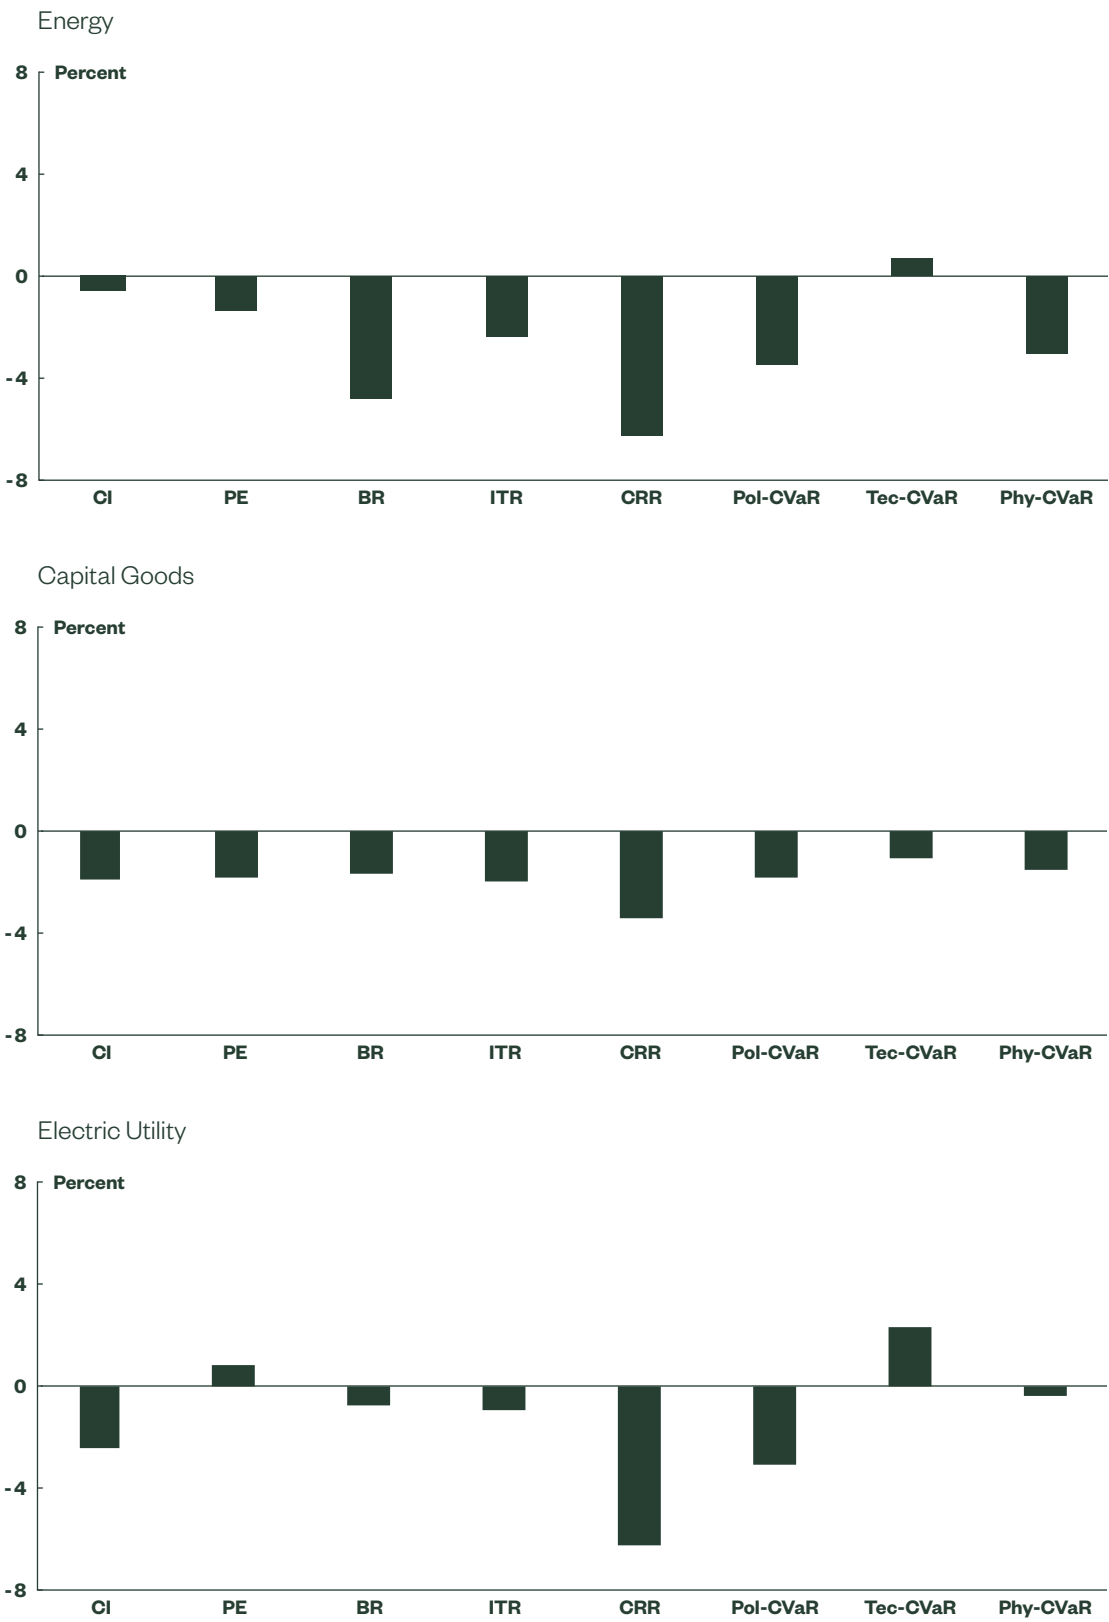 Energy
8 Percent
4
0
-4
-8
CI PE BR ITR CRR Pol-CVaR Tec-CVaR Phy-CVaR
Capital Goods
8 Percent
4
0
-4
-8
CI PE BR ITR CRR Pol-CVaR Tec-CVaR Phy-CVaR
Electric Utility
8 Percent
4
0
-4
-8
CI PE BR ITR CRR Pol-CVaR Tec-CVaR Phy-CVaR